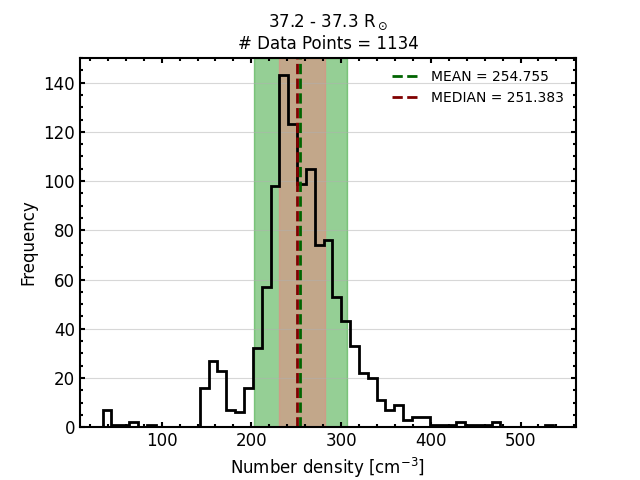 37.2 - 37.3 R⊙
# Data Points = 1134
MEAN = 254.755
MEDIAN = 251.383
Frequency
140
120
100
80
60
40
20
0
100 200 300 400 500
Number density [cm⁻³]